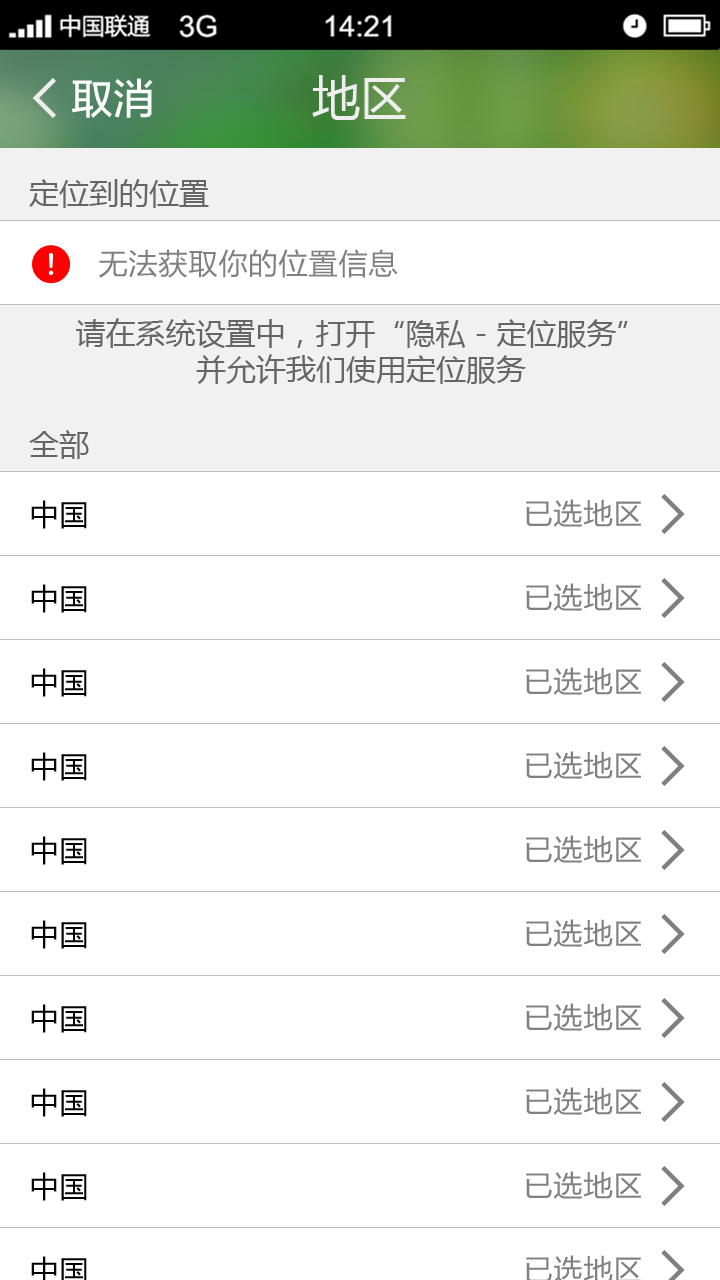 中国联通 3G 14:21
取消 地区
定位到的位置
无法获取你的位置信息
请在系统设置中，打开“隐私 - 定位服务”
并允许我们使用定位服务
全部
中国 已选地区
中国 已选地区
中国 已选地区
中国 已选地区
中国 已选地区
中国 已选地区
中国 已选地区
中国 已选地区
中国 已选地区
中国 已选地区